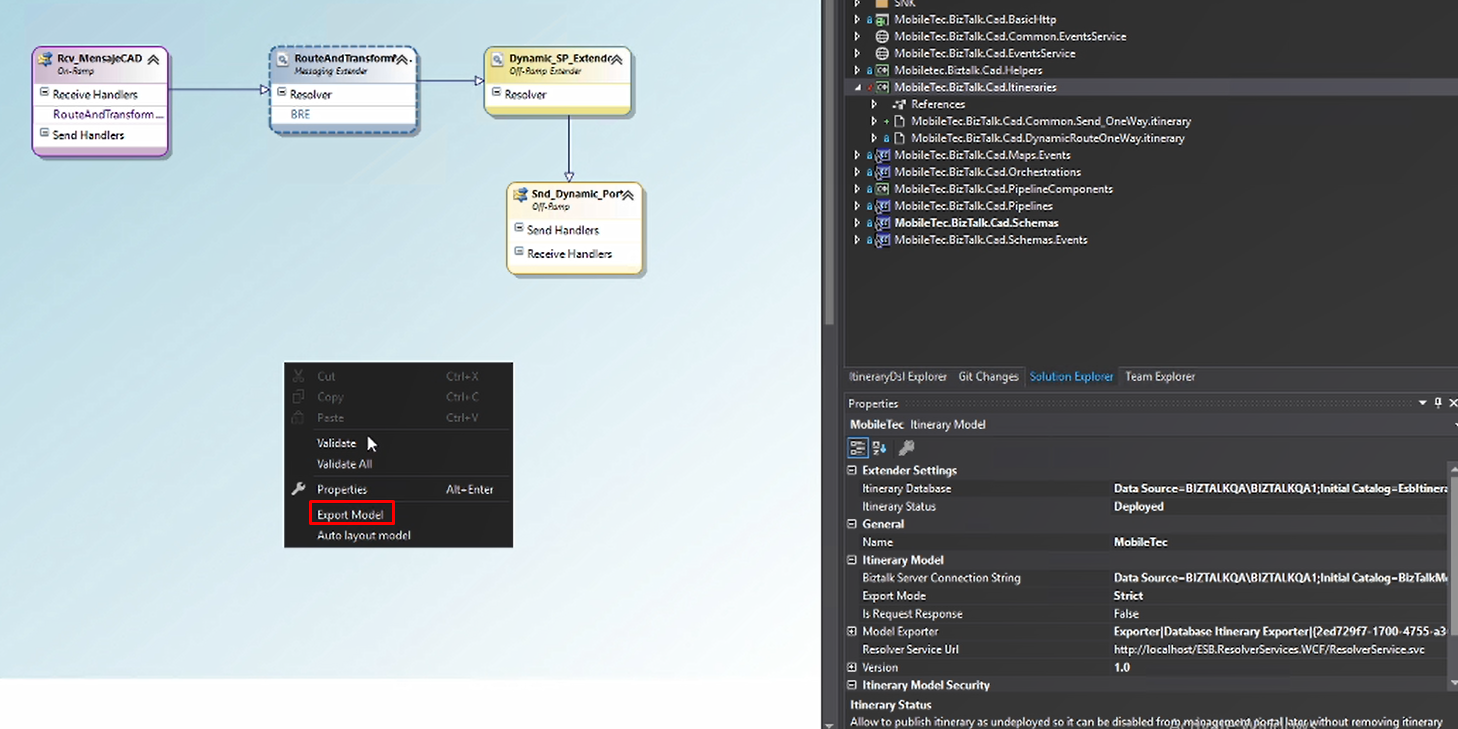 SNK
MobileTec.BizTalk.Cad.BasicHttp
MobileTec.BizTalk.Cad.Common.EventsService
MobileTec.BizTalk.Cad.EventsService
Mobiletec.Biztalk.Cad.Helpers
MobileTec.BizTalk.Cad.Itineraries
References
MobileTec.BizTalk.Cad.Common.Send_OneWay.itinerary
MobileTec.BizTalk.Cad.DynamicRouteOneWay.itinerary
MobileTec.BizTalk.Cad.Maps.Events
MobileTec.BizTalk.Cad.Orchestrations
MobileTec.BizTalk.Cad.PipelineComponents
MobileTec.BizTalk.Cad.Pipelines
MobileTec.BizTalk.Cad.Schemas
MobileTec.BizTalk.Cad.Schemas.Events
Rcv_MensajeCAD
On-Ramp
Receive Handlers
RouteAndTransform...
Send Handlers
RouteAndTransform
Messaging Extender
Resolver
BRE
Dynamic_SP_Extender
Off-Ramp Extender
Resolver
Snd_Dynamic_Por
Off-Ramp
Send Handlers
Receive Handlers
Cut Ctrl+X
Copy Ctrl+C
Paste Ctrl+V
Validate
Validate All
Properties Alt+Enter
Export Model
Auto layout model
ItineraryDsl Explorer Git Changes Solution Explorer Team Explorer
Properties
MobileTec Itinerary Model
Extender Settings
Itinerary Database Data Source=BIZTALKQA\BIZTALKQA1;Initial Catalog=EsbItinera
Itinerary Status Deployed
General
Name MobileTec
Itinerary Model
Biztalk Server Connection String Data Source=BIZTALKQA\BIZTALKQA1;Initial Catalog=BizTalkM
Export Mode Strict
Is Request Response False
Model Exporter Exporter|Database Itinerary Exporter|{2ed729f7-1700-4755-a3
Resolver Service Url http://localhost/ESB.ResolverServices.WCF/ResolverService.svc
Version 1.0
Itinerary Model Security
Itinerary Status
Allow to publish itinerary as undeployed so it can be disabled from management portal later without removing itinerary
Activate Windows